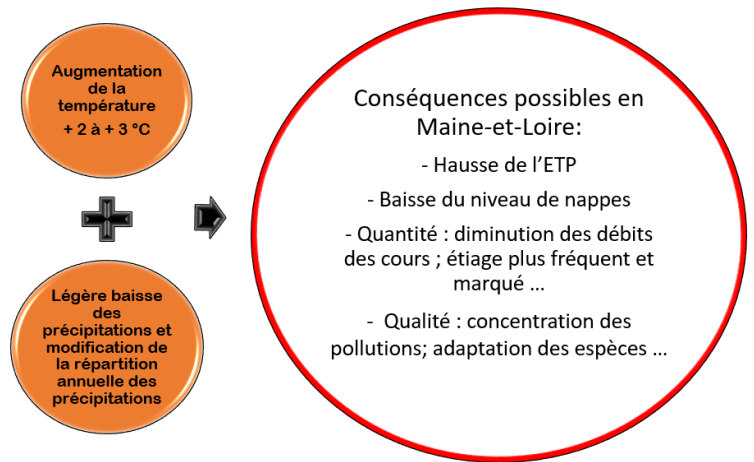 Augmentation
de la
température
+ 2 à + 3 °C
Légère baisse
des
précipitations et
modification de
la répartition
annuelle des
précipitations
Conséquences possibles en
Maine-et-Loire:
- Hausse de l'ETP
- Baisse du niveau de nappes
- Quantité : diminution des débits
des cours ; étiage plus fréquent et
marqué ...
- Qualité : concentration des
pollutions; adaptation des espèces ...